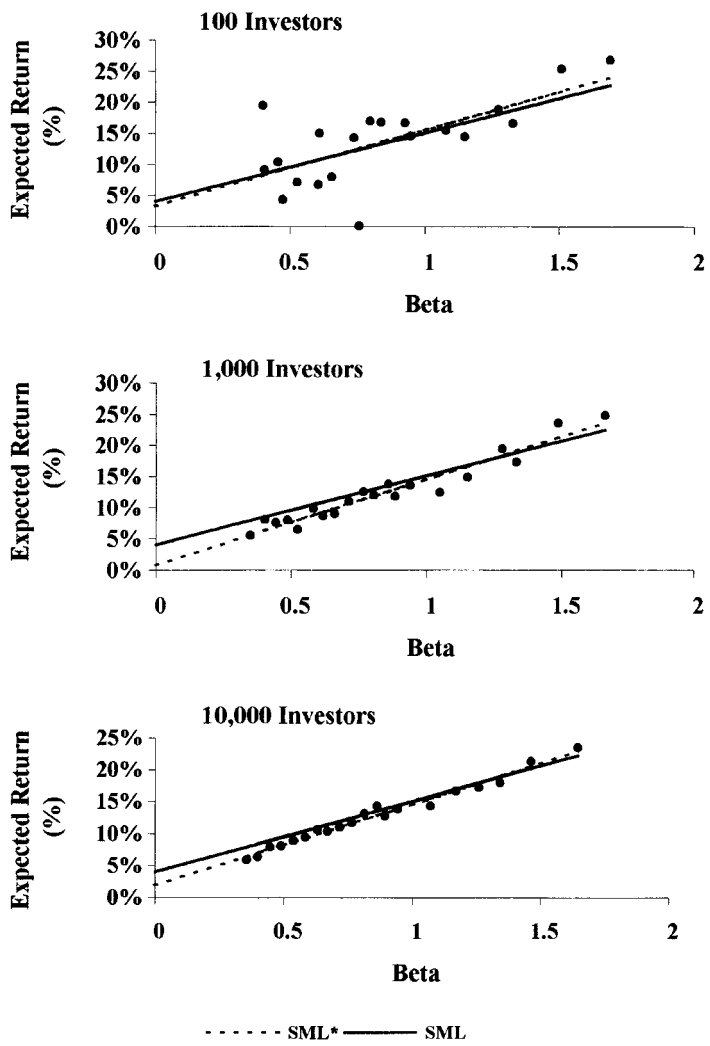 100 Investors
Expected Return
(%)
30%
25%
20%
15%
10%
5%
0%
0 0.5 1 1.5 2
Beta
1,000 Investors
Expected Return
(%)
30%
25%
20%
15%
10%
5%
0%
0 0.5 1 1.5 2
Beta
10,000 Investors
Expected Return
(%)
25%
20%
15%
10%
5%
0%
0 0.5 1 1.5 2
Beta
SML* SML